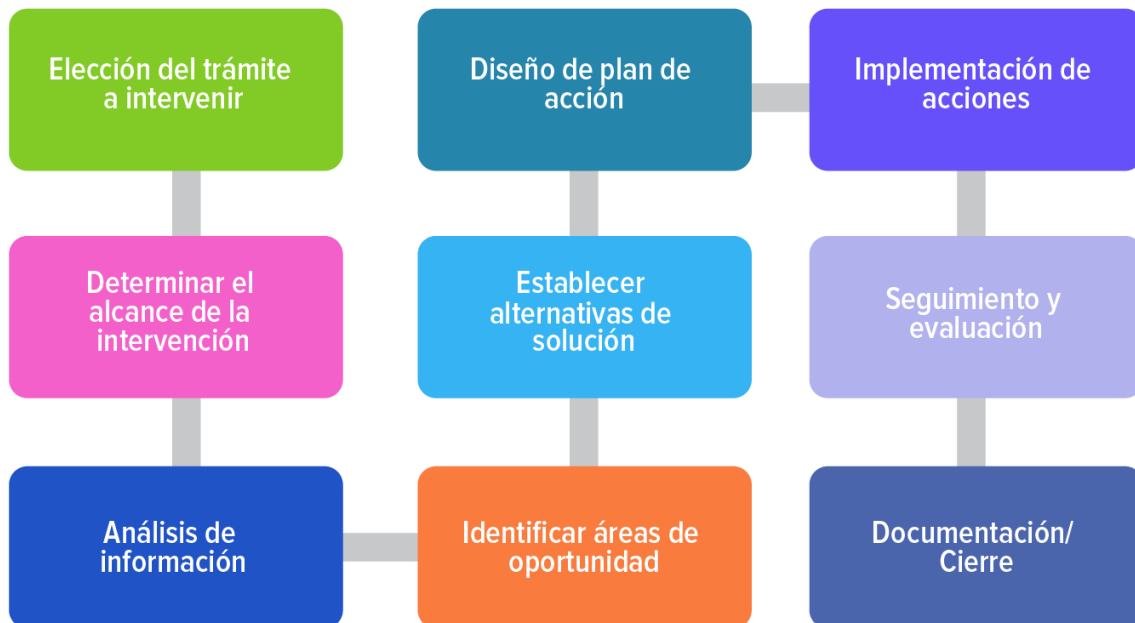 Elección del trámite
a intervenir
Determinar el
alcance de la
intervención
Análisis de
información
Identificar áreas de
oportunidad
Establecer
alternativas de
solución
Diseño de plan de
acción
Implementación de
acciones
Seguimiento y
evaluación
Documentación/
Cierre